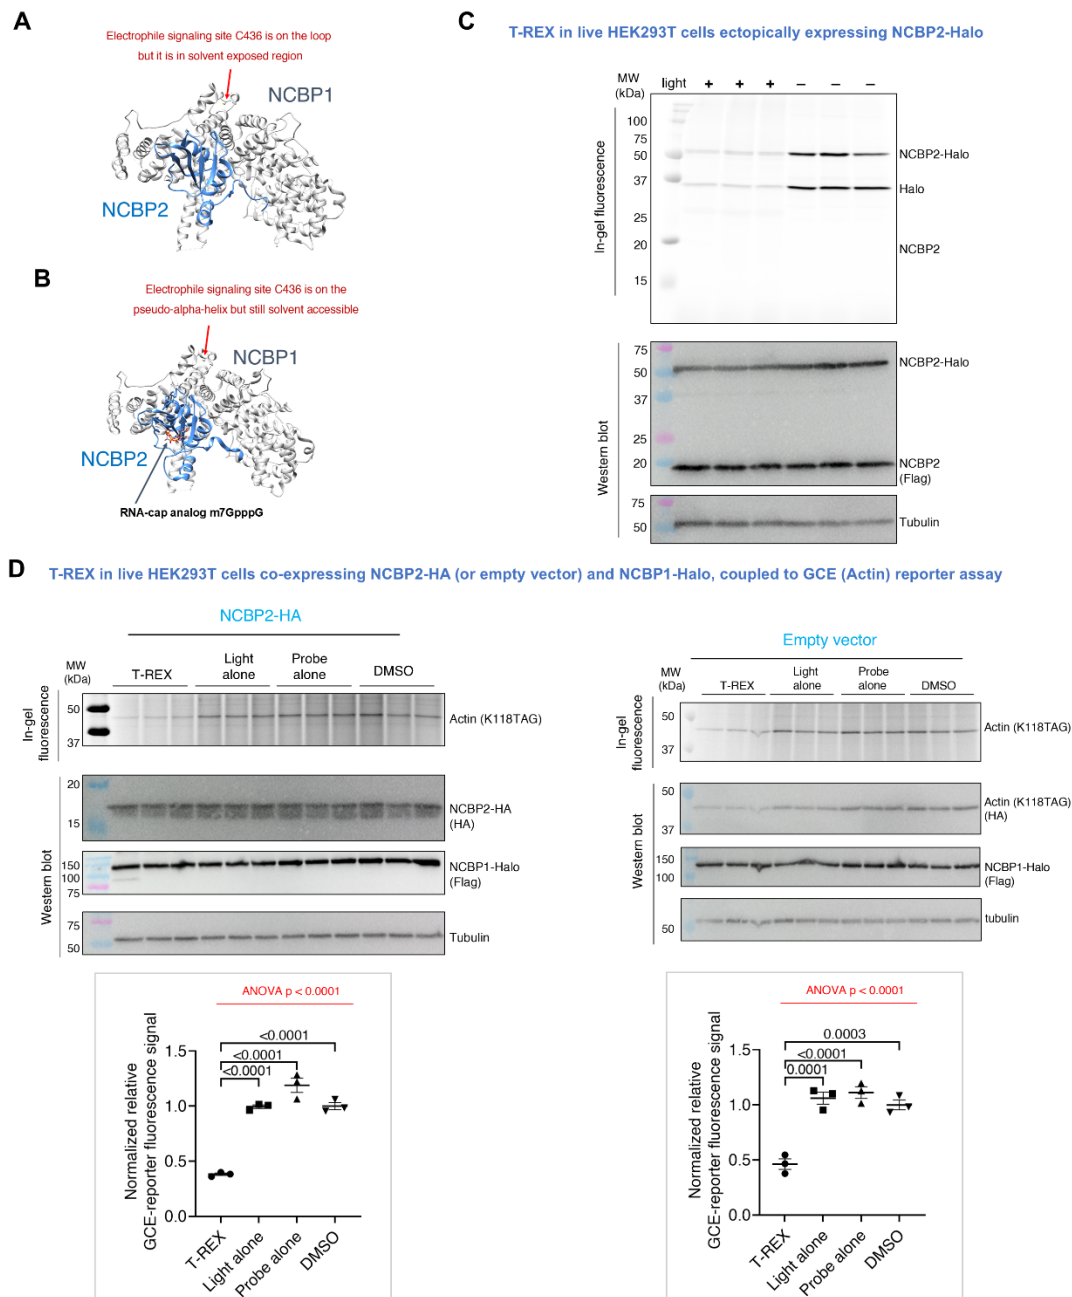 A
Electrophile signaling site C436 is on the loop
but it is in solvent exposed region
NCBP1
NCBP2
B
Electrophile signaling site C436 is on the
pseudo-alpha-helix but still solvent accessible
NCBP1
NCBP2
RNA-cap analog m7GpppG
C
T-REX in live HEK293T cells ectopically expressing NCBP2-Halo
MW
(kDa)
light + + + – – –
In-gel fluorescence
100
75
50
37
25
20
15
NCBP2-Halo
Halo
NCBP2
Western blot
75
50
37
25
20
NCBP2-Halo
NCBP2
(Flag)
75
50
Tubulin
D
T-REX in live HEK293T cells co-expressing NCBP2-HA (or empty vector) and NCBP1-Halo, coupled to GCE (Actin) reporter assay
NCBP2-HA
MW
(kDa)
T-REX
Light
alone
Probe
alone
DMSO
In-gel
fluorescence
50
37
Actin (K118TAG)
Western blot
20
15
NCBP2-HA
(HA)
150
100
75
NCBP1-Halo
(Flag)
75
50
Tubulin
ANOVA p < 0.0001
<0.0001
<0.0001
<0.0001
Normalized relative
GCE-reporter fluorescence signal
1.5
1.0
0.5
0.0
T-REX
Light alone
Probe alone
DMSO
Empty vector
MW
(kDa)
T-REX
Light
alone
Probe
alone
DMSO
In-gel
fluorescence
50
37
Actin (K118TAG)
Western blot
50
37
Actin (K118TAG)
(HA)
150
100
NCBP1-Halo
(Flag)
50
tubulin
ANOVA p < 0.0001
0.0003
<0.0001
0.0001
Normalized relative
GCE-reporter fluorescence signal
1.5
1.0
0.5
0.0
T-REX
Light alone
Probe alone
DMSO